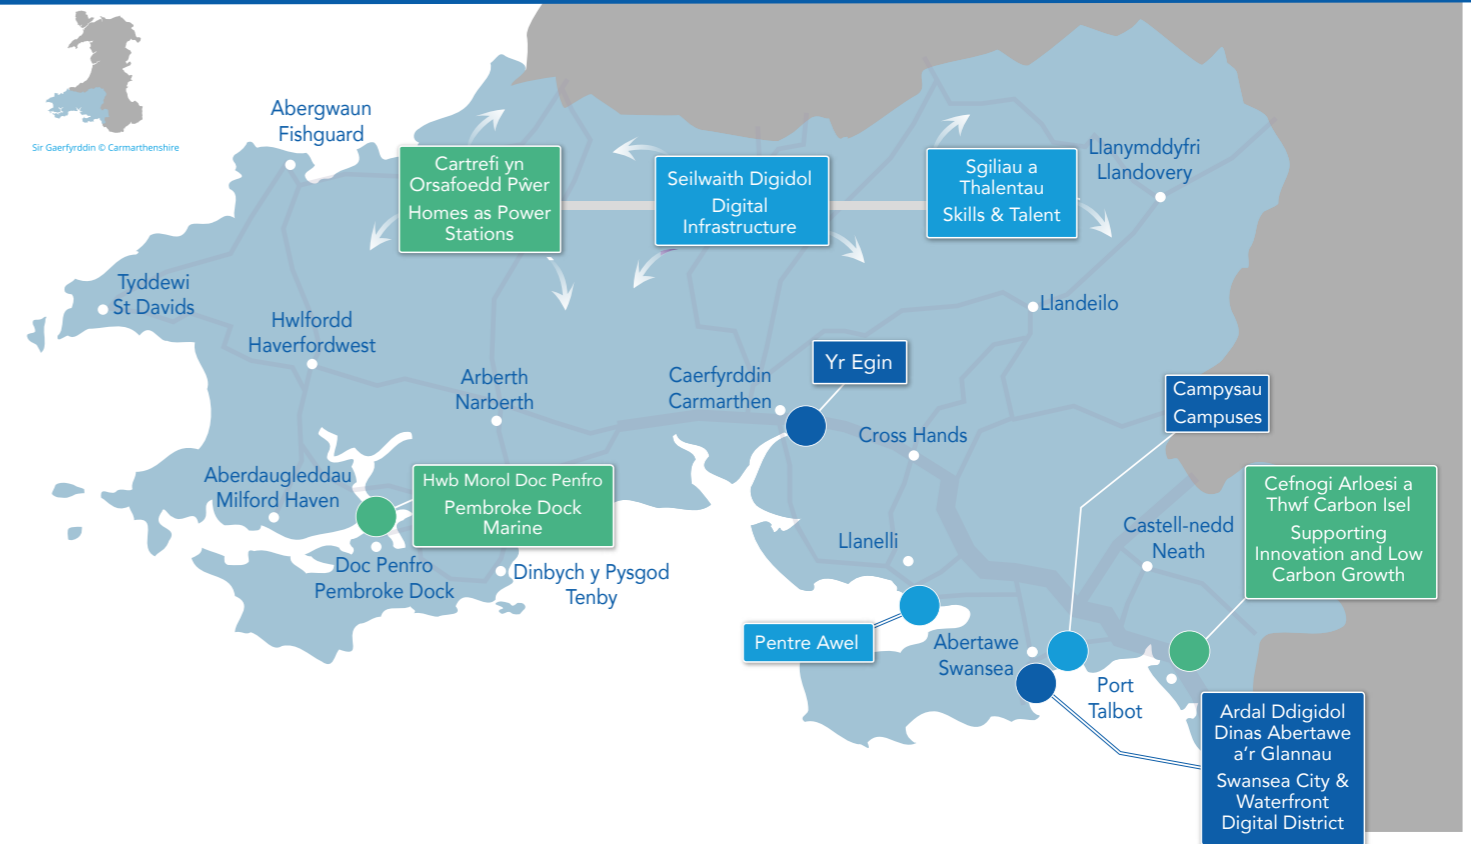 Sir Gaerfyrddin © Carmarthenshire
Abergwaun
Fishguard
Cartrefi yn
Orsafoedd Pŵer
Homes as Power
Stations
Seilwaith Digidol
Digital
Infrastructure
Sgiliau a
Thalentau
Skills & Talent
Llanymddyfri
Llandovery
Tyddewi
St Davids
Hwlfordd
Haverfordwest
Llandeilo
Arberth
Narberth
Caerfyrddin
Carmarthen
Yr Egin
Cross Hands
Campysau
Campuses
Aberdaugleddau
Milford Haven
Hwb Morol Doc Penfro
Pembroke Dock
Marine
Doc Penfro
Pembroke Dock
Dinbych y Pysgod
Tenby
Llanelli
Castell-nedd
Neath
Cefnogi Arloesi a
Thwf Carbon Isel
Supporting
Innovation and Low
Carbon Growth
Pentre Awel
Abertawe
Swansea
Port
Talbot
Ardal Ddigidol
Dinas Abertawe
a'r Glannau
Swansea City &
Waterfront
Digital District